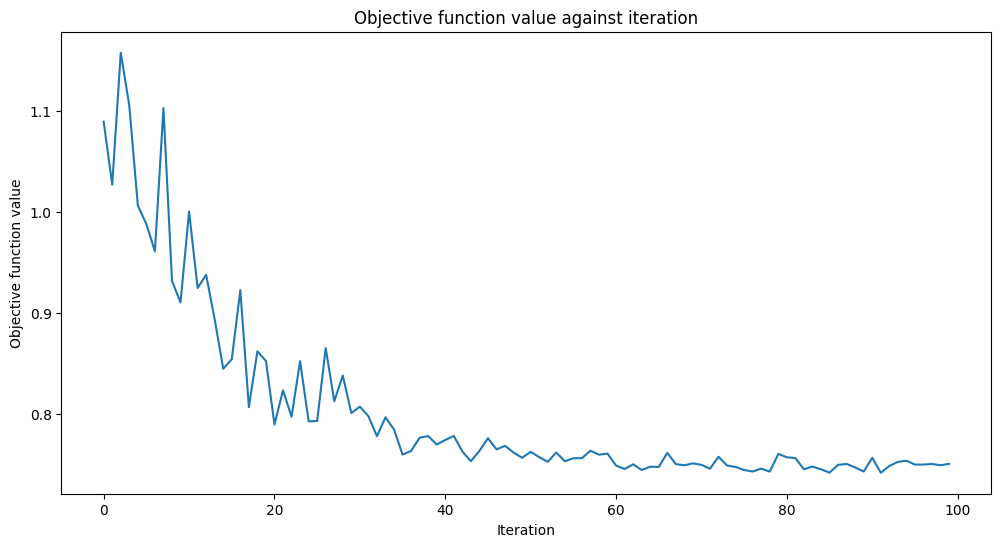 Objective function value against iteration
1.1
1.0
0.9
0.8
Objective function value
0 20 40 60 80 100
Iteration